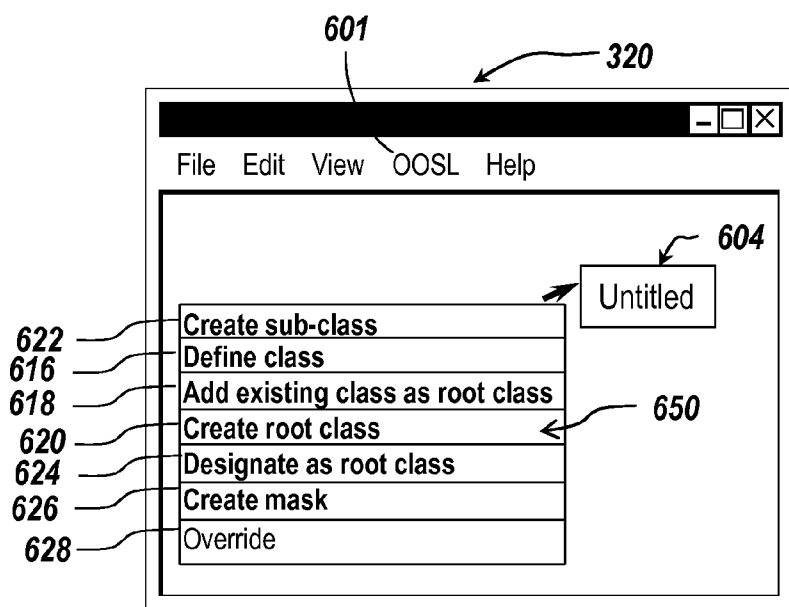 601
320
File Edit View OOSL Help
604
Untitled
622 Create sub-class
616 Define class
618 Add existing class as root class
650
620 Create root class
624 Designate as root class
626 Create mask
628 Override